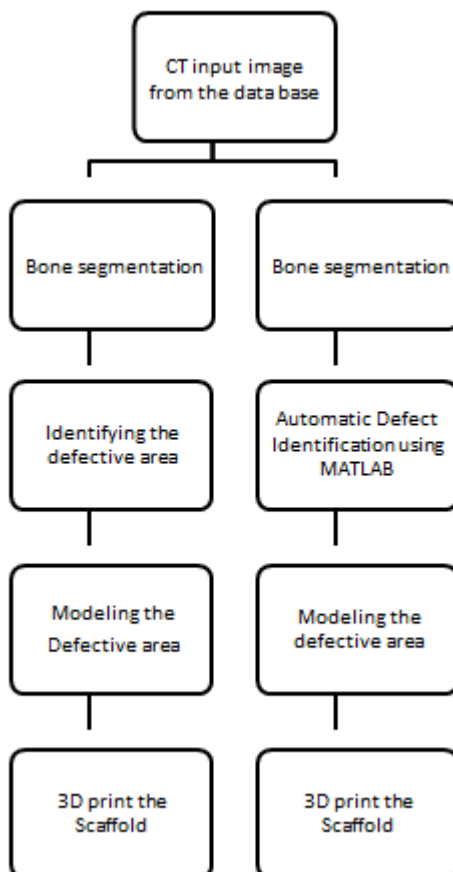 CT input image
from the data base
Bone segmentation
Bone segmentation
Identifying the
defective area
Automatic Defect
Identification using
MATLAB
Modeling the
Defective area
Modeling the
defective area
3D print the
Scaffold
3D print the
Scaffold